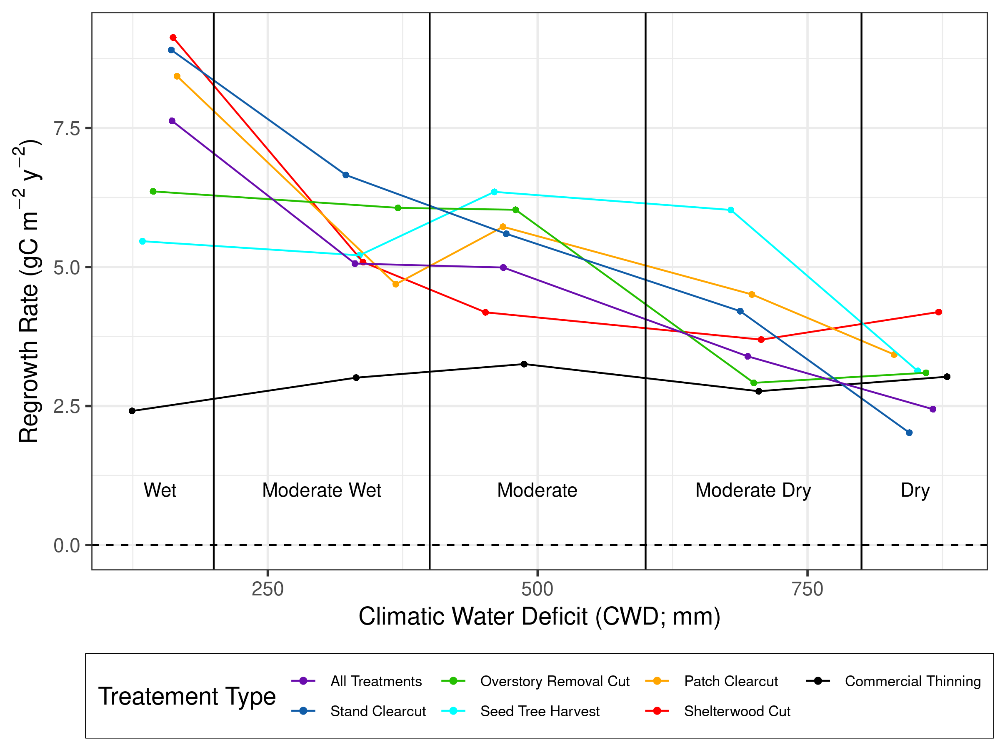 Regrowth Rate (gC m⁻² y⁻²)
7.5
5.0
2.5
0.0
Wet
Moderate Wet
Moderate
Moderate Dry
Dry
250
500
750
Climatic Water Deficit (CWD; mm)
Treatement Type
All Treatments
Overstory Removal Cut
Patch Clearcut
Commercial Thinning
Stand Clearcut
Seed Tree Harvest
Shelterwood Cut